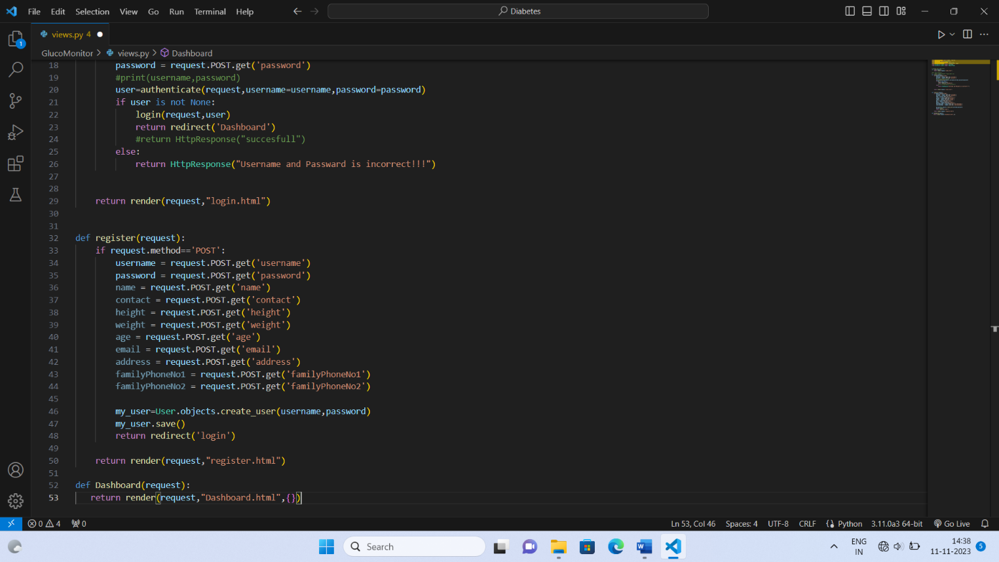 File Edit Selection View Go Run Terminal Help Diabetes
1
views.py 4
GlucoMonitor > views.py > Dashboard
18 password = request.POST.get('password')
19 #print(username,password)
20 user=authenticate(request,username=username,password=password)
21 if user is not None:
22 login(request,user)
23 return redirect('Dashboard')
24 #return HttpResponse("succesfull")
25 else:
26 return HttpResponse("Username and Passward is incorrect!!!")
27
28
29 return render(request,"login.html")
30
31
32 def register(request):
33 if request.method=='POST':
34 username = request.POST.get('username')
35 password = request.POST.get('password')
36 name = request.POST.get('name')
37 contact = request.POST.get('contact')
38 height = request.POST.get('height')
39 weight = request.POST.get('weight')
40 age = request.POST.get('age')
41 email = request.POST.get('email')
42 address = request.POST.get('address')
43 familyPhoneNo1 = request.POST.get('familyPhoneNo1')
44 familyPhoneNo2 = request.POST.get('familyPhoneNo2')
45
46 my_user=User.objects.create_user(username,password)
47 my_user.save()
48 return redirect('login')
49
50 return render(request,"register.html")
51
52 def Dashboard(request):
53 return render(request,"Dashboard.html",{})
0 4 0 Ln 53, Col 46 Spaces: 4 UTF-8 CRLF Python 3.11.0a3 64-bit Go Live
Search
ENG
IN
14:38
11-11-2023
5